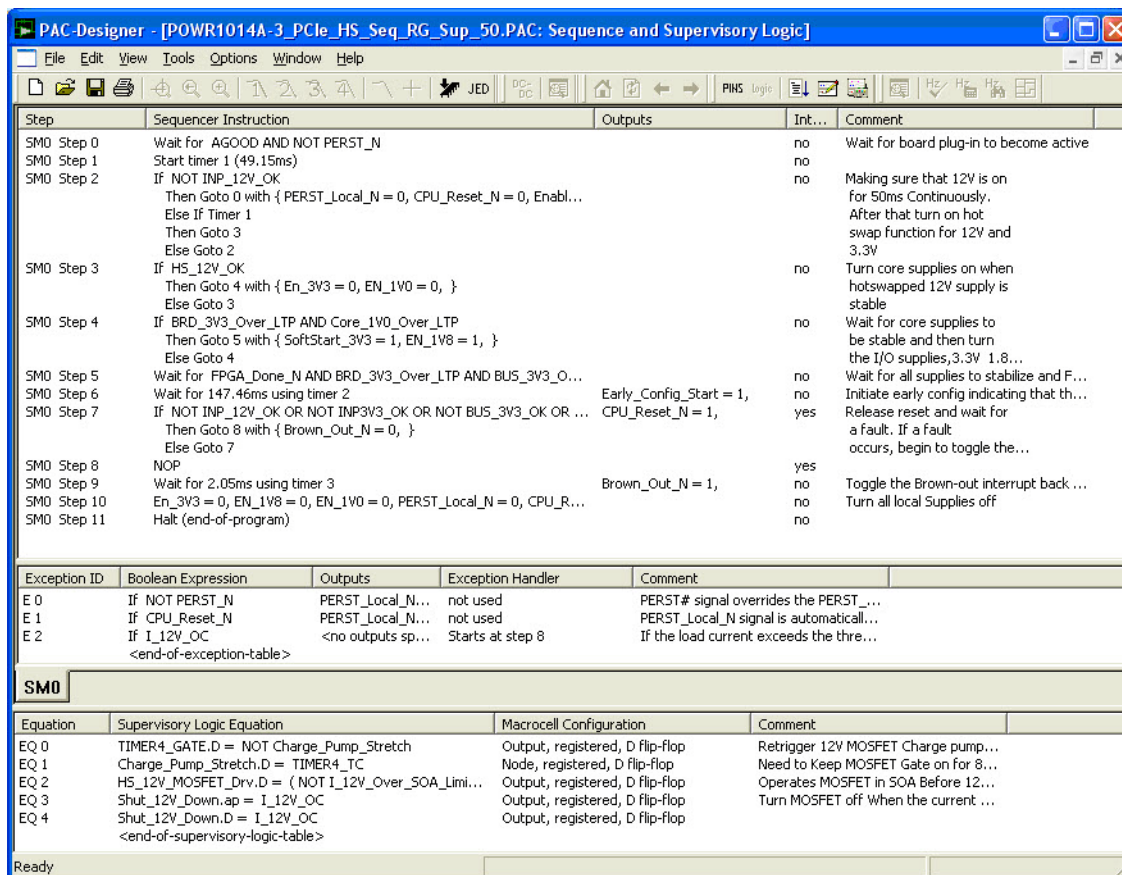 PAC-Designer - [POWR1014A-3_PCIe_HS_Seq_RG_Sup_50.PAC: Sequence and Supervisory Logic]
File Edit View Tools Options Window Help
JED DC-DC PINS logic Hz Hz Hz
Step Sequencer Instruction Outputs Int... Comment
SM0 Step 0 Wait for AGOOD AND NOT PERST_N no Wait for board plug-in to become active
SM0 Step 1 Start timer 1 (49.15ms) no
SM0 Step 2 If NOT INP_12V_OK no Making sure that 12V is on
Then Goto 0 with { PERST_Local_N = 0, CPU_Reset_N = 0, Enabl... for 50ms Continuously.
Else If Timer 1 After that turn on hot
Then Goto 3 swap function for 12V and
Else Goto 2 3.3V
SM0 Step 3 If HS_12V_OK no Turn core supplies on when
Then Goto 4 with { En_3V3 = 0, EN_1V0 = 0, } hotswapped 12V supply is
Else Goto 3 stable
SM0 Step 4 If BRD_3V3_Over_LTP AND Core_1V0_Over_LTP no Wait for core supplies to
Then Goto 5 with { SoftStart_3V3 = 1, EN_1V8 = 1, } be stable and then turn
Else Goto 4 the I/O supplies,3.3V 1.8...
SM0 Step 5 Wait for FPGA_Done_N AND BRD_3V3_Over_LTP AND BUS_3V3_O... no Wait for all supplies to stabilize and F...
SM0 Step 6 Wait for 147.46ms using timer 2 Early_Config_Start = 1, no Initiate early config indicating that th...
SM0 Step 7 If NOT INP_12V_OK OR NOT INP3V3_OK OR NOT BUS_3V3_OK OR ... CPU_Reset_N = 1, yes Release reset and wait for
Then Goto 8 with { Brown_Out_N = 0, } a fault. If a fault
Else Goto 7 occurs, begin to toggle the...
SM0 Step 8 NOP yes
SM0 Step 9 Wait for 2.05ms using timer 3 Brown_Out_N = 1, no Toggle the Brown-out interrupt back ...
SM0 Step 10 En_3V3 = 0, EN_1V8 = 0, EN_1V0 = 0, PERST_Local_N = 0, CPU_R... no Turn all local Supplies off
SM0 Step 11 Halt (end-of-program) no
Exception ID Boolean Expression Outputs Exception Handler Comment
E 0 If NOT PERST_N PERST_Local_N... not used PERST# signal overrides the PERST_...
E 1 If CPU_Reset_N PERST_Local_N... not used PERST_Local_N signal is automaticall...
E 2 If I_12V_OC <no outputs sp... Starts at step 8 If the load current exceeds the thre...
<end-of-exception-table>
SM0
Equation Supervisory Logic Equation Macrocell Configuration Comment
EQ 0 TIMER4_GATE.D = NOT Charge_Pump_Stretch Output, registered, D flip-flop Retrigger 12V MOSFET Charge pump...
EQ 1 Charge_Pump_Stretch.D = TIMER4_TC Node, registered, D flip-flop Need to Keep MOSFET Gate on for 8...
EQ 2 HS_12V_MOSFET_Drv.D = ( NOT I_12V_Over_SOA_Limi... Output, registered, D flip-flop Operates MOSFET in SOA Before 12...
EQ 3 Shut_12V_Down.ap = I_12V_OC Output, registered, D flip-flop Turn MOSFET off When the current ...
EQ 4 Shut_12V_Down.D = I_12V_OC Output, registered, D flip-flop
<end-of-supervisory-logic-table>
Ready